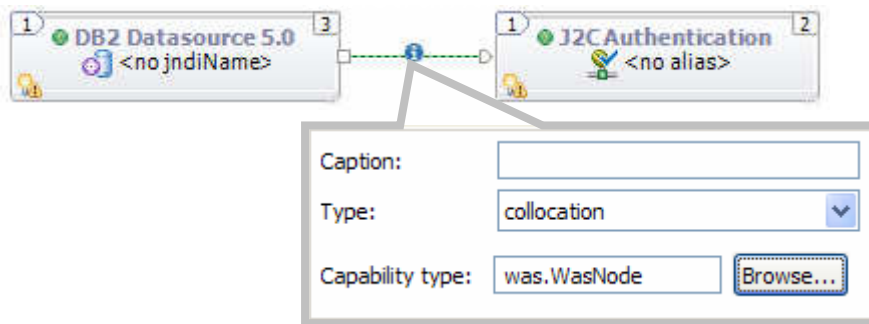 1 DB2 Datasource 5.0 3
<no jndiName>
1 J2C Authentication 2
<no alias>
Caption:
Type: collocation
Capability type: was.WasNode Browse...